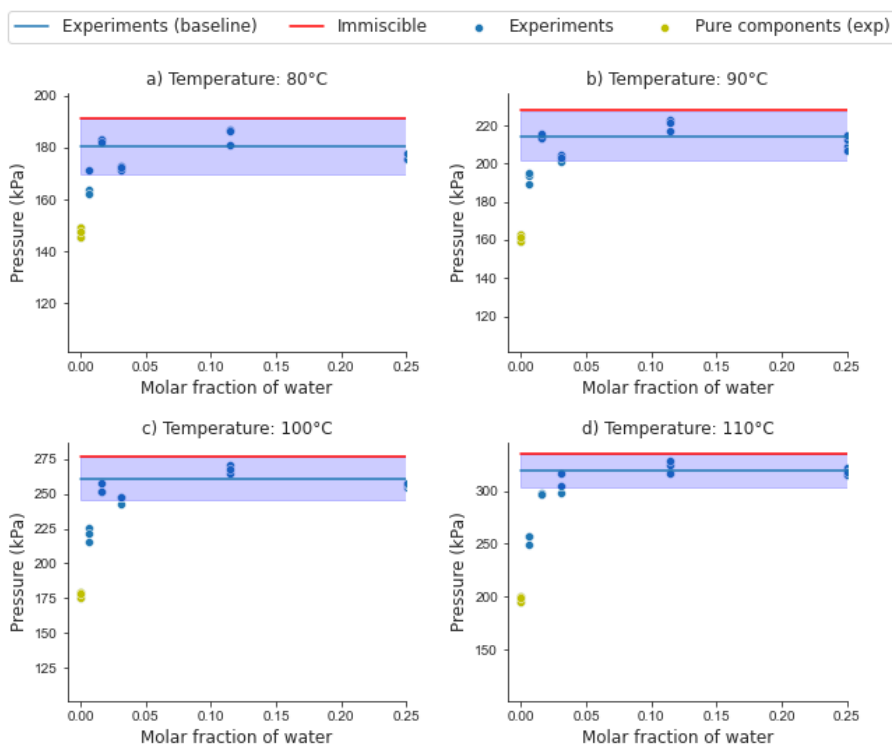 Experiments (baseline) Immiscible Experiments Pure components (exp)
a) Temperature: 80°C
Pressure (kPa)
200
180
160
140
120
0.00 0.05 0.10 0.15 0.20 0.25
Molar fraction of water
b) Temperature: 90°C
Pressure (kPa)
220
200
180
160
140
120
0.00 0.05 0.10 0.15 0.20 0.25
Molar fraction of water
c) Temperature: 100°C
Pressure (kPa)
275
250
225
200
175
150
125
0.00 0.05 0.10 0.15 0.20 0.25
Molar fraction of water
d) Temperature: 110°C
Pressure (kPa)
300
250
200
150
0.00 0.05 0.10 0.15 0.20 0.25
Molar fraction of water